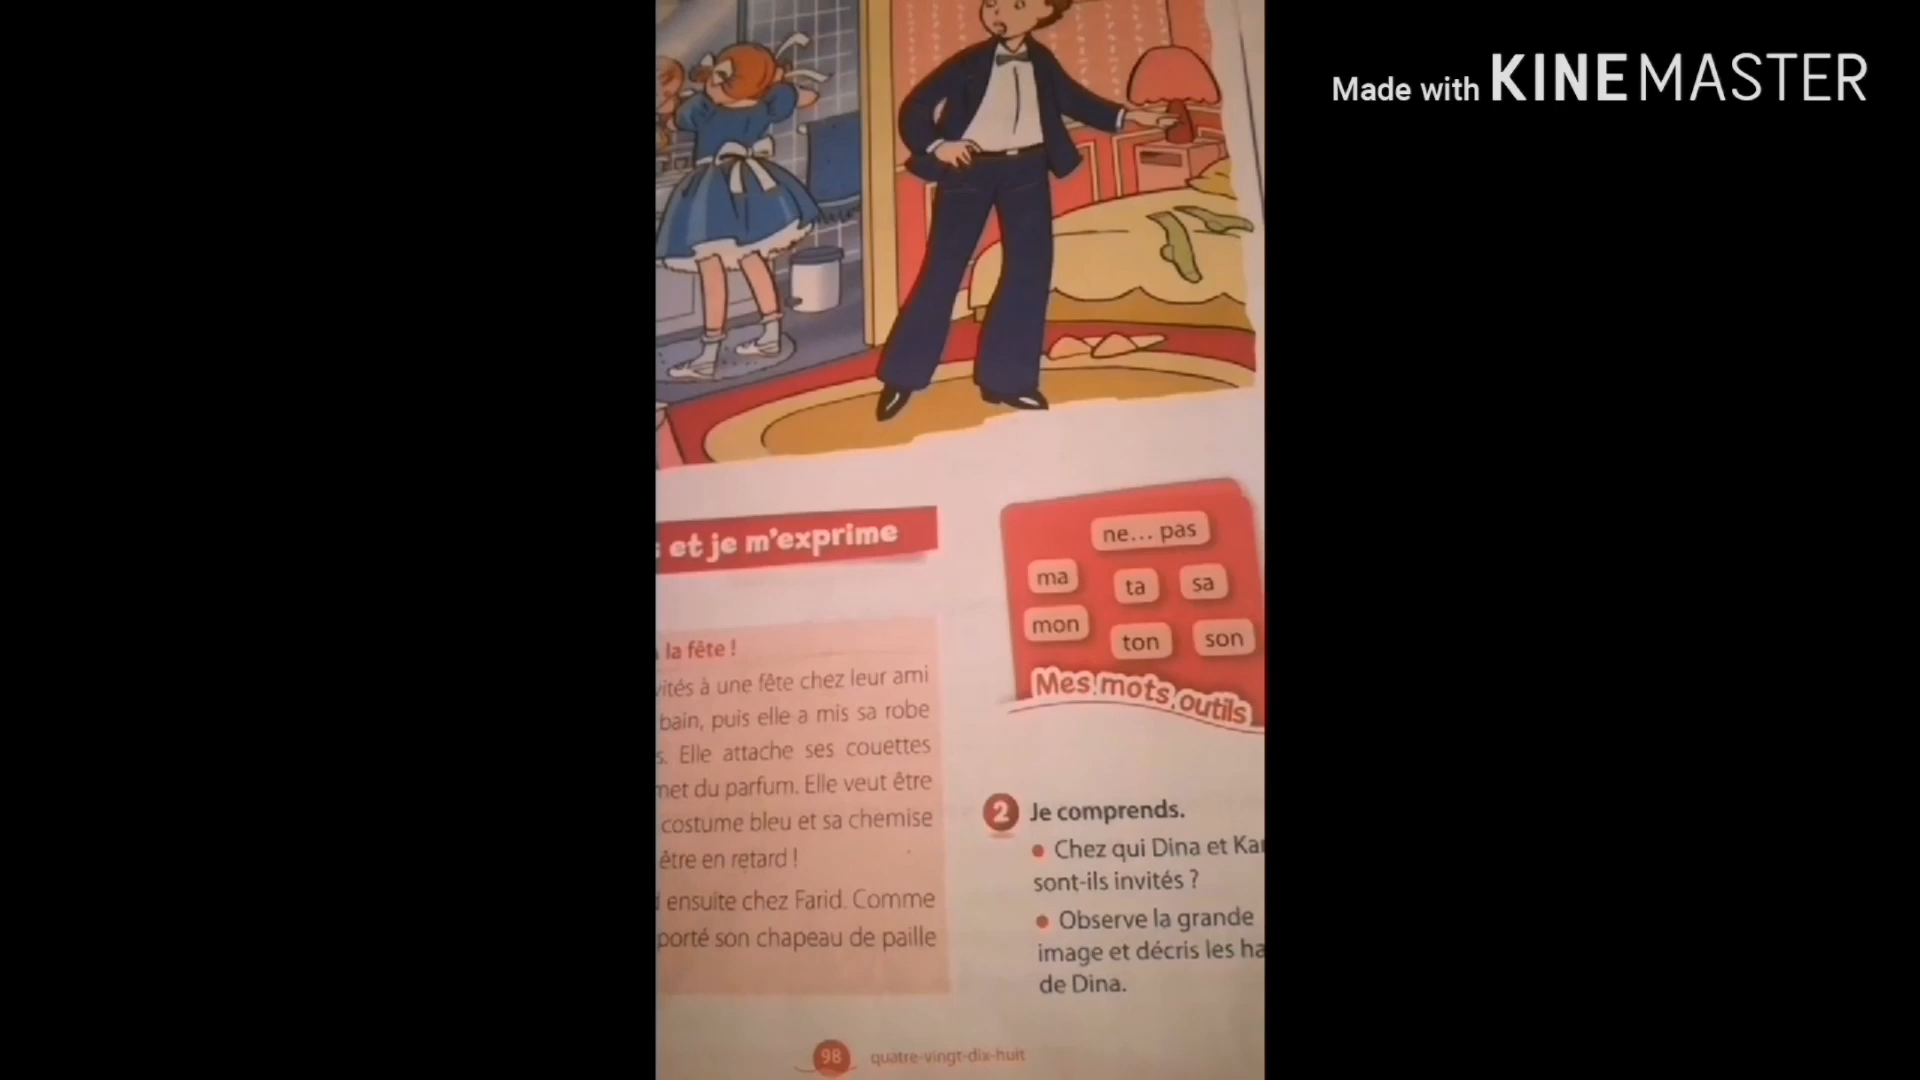 Made with KINEMASTER
et je m'exprime
ne... pas
ma ta sa
mon ton son
Mes mots outils
la fête !
à une fête chez leur ami
bain, puis elle a mis sa robe
Elle attache ses couettes
du parfum. Elle veut être
costume bleu et sa chemise
être en retard !
ensuite chez Farid. Comme
son chapeau de paille
2 Je comprends.
• Chez qui Dina et
sont-ils invités ?
• Observe la grande
image et décris les
de Dina.
98 quatre-vingt-dix-huit